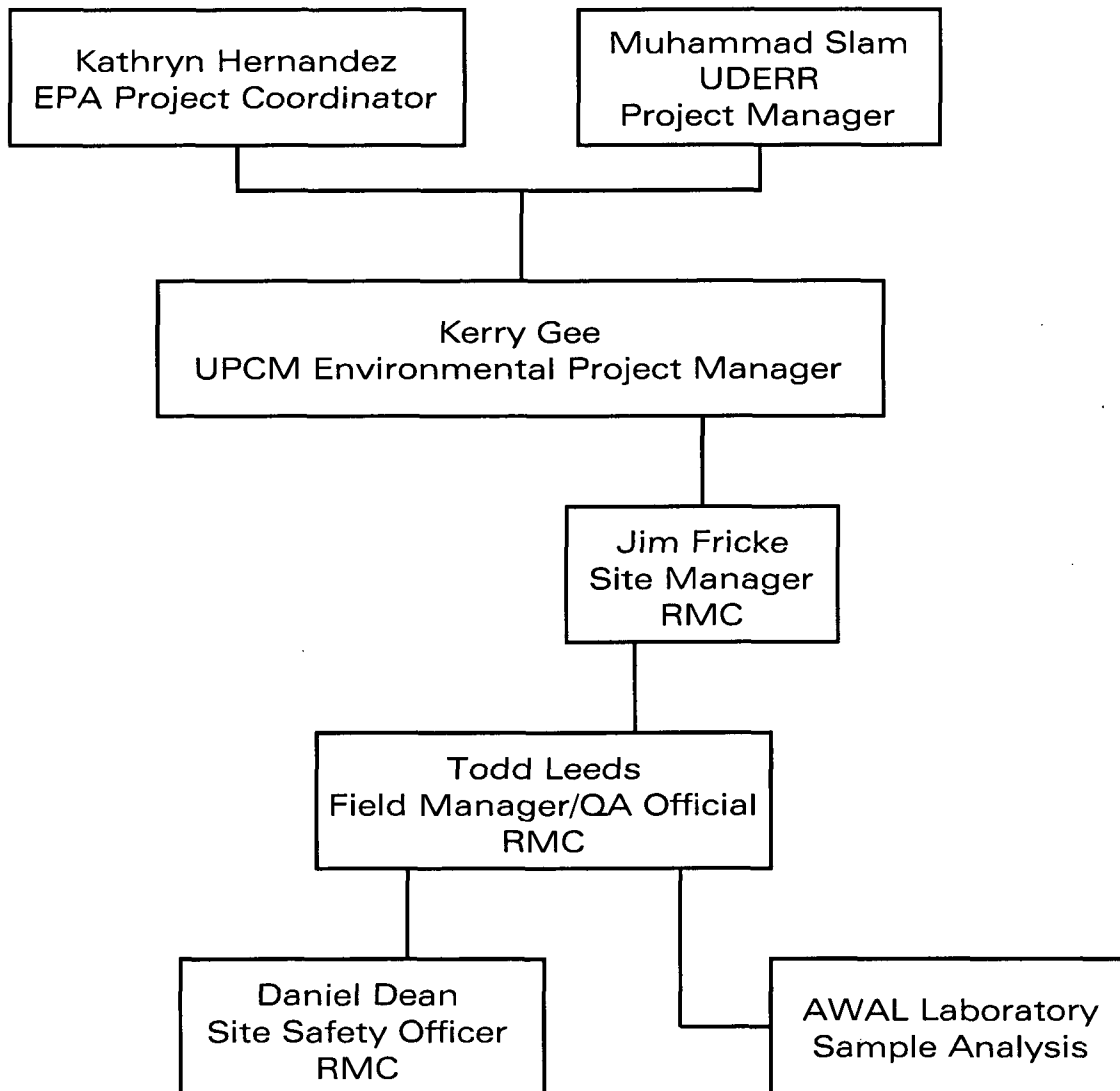 Kathryn Hernandez
EPA Project Coordinator
Muhammad Slam
UDERR
Project Manager
Kerry Gee
UPCM Environmental Project Manager
Jim Fricke
Site Manager
RMC
Todd Leeds
Field Manager/QA Official
RMC
Daniel Dean
Site Safety Officer
RMC
AWAL Laboratory
Sample Analysis